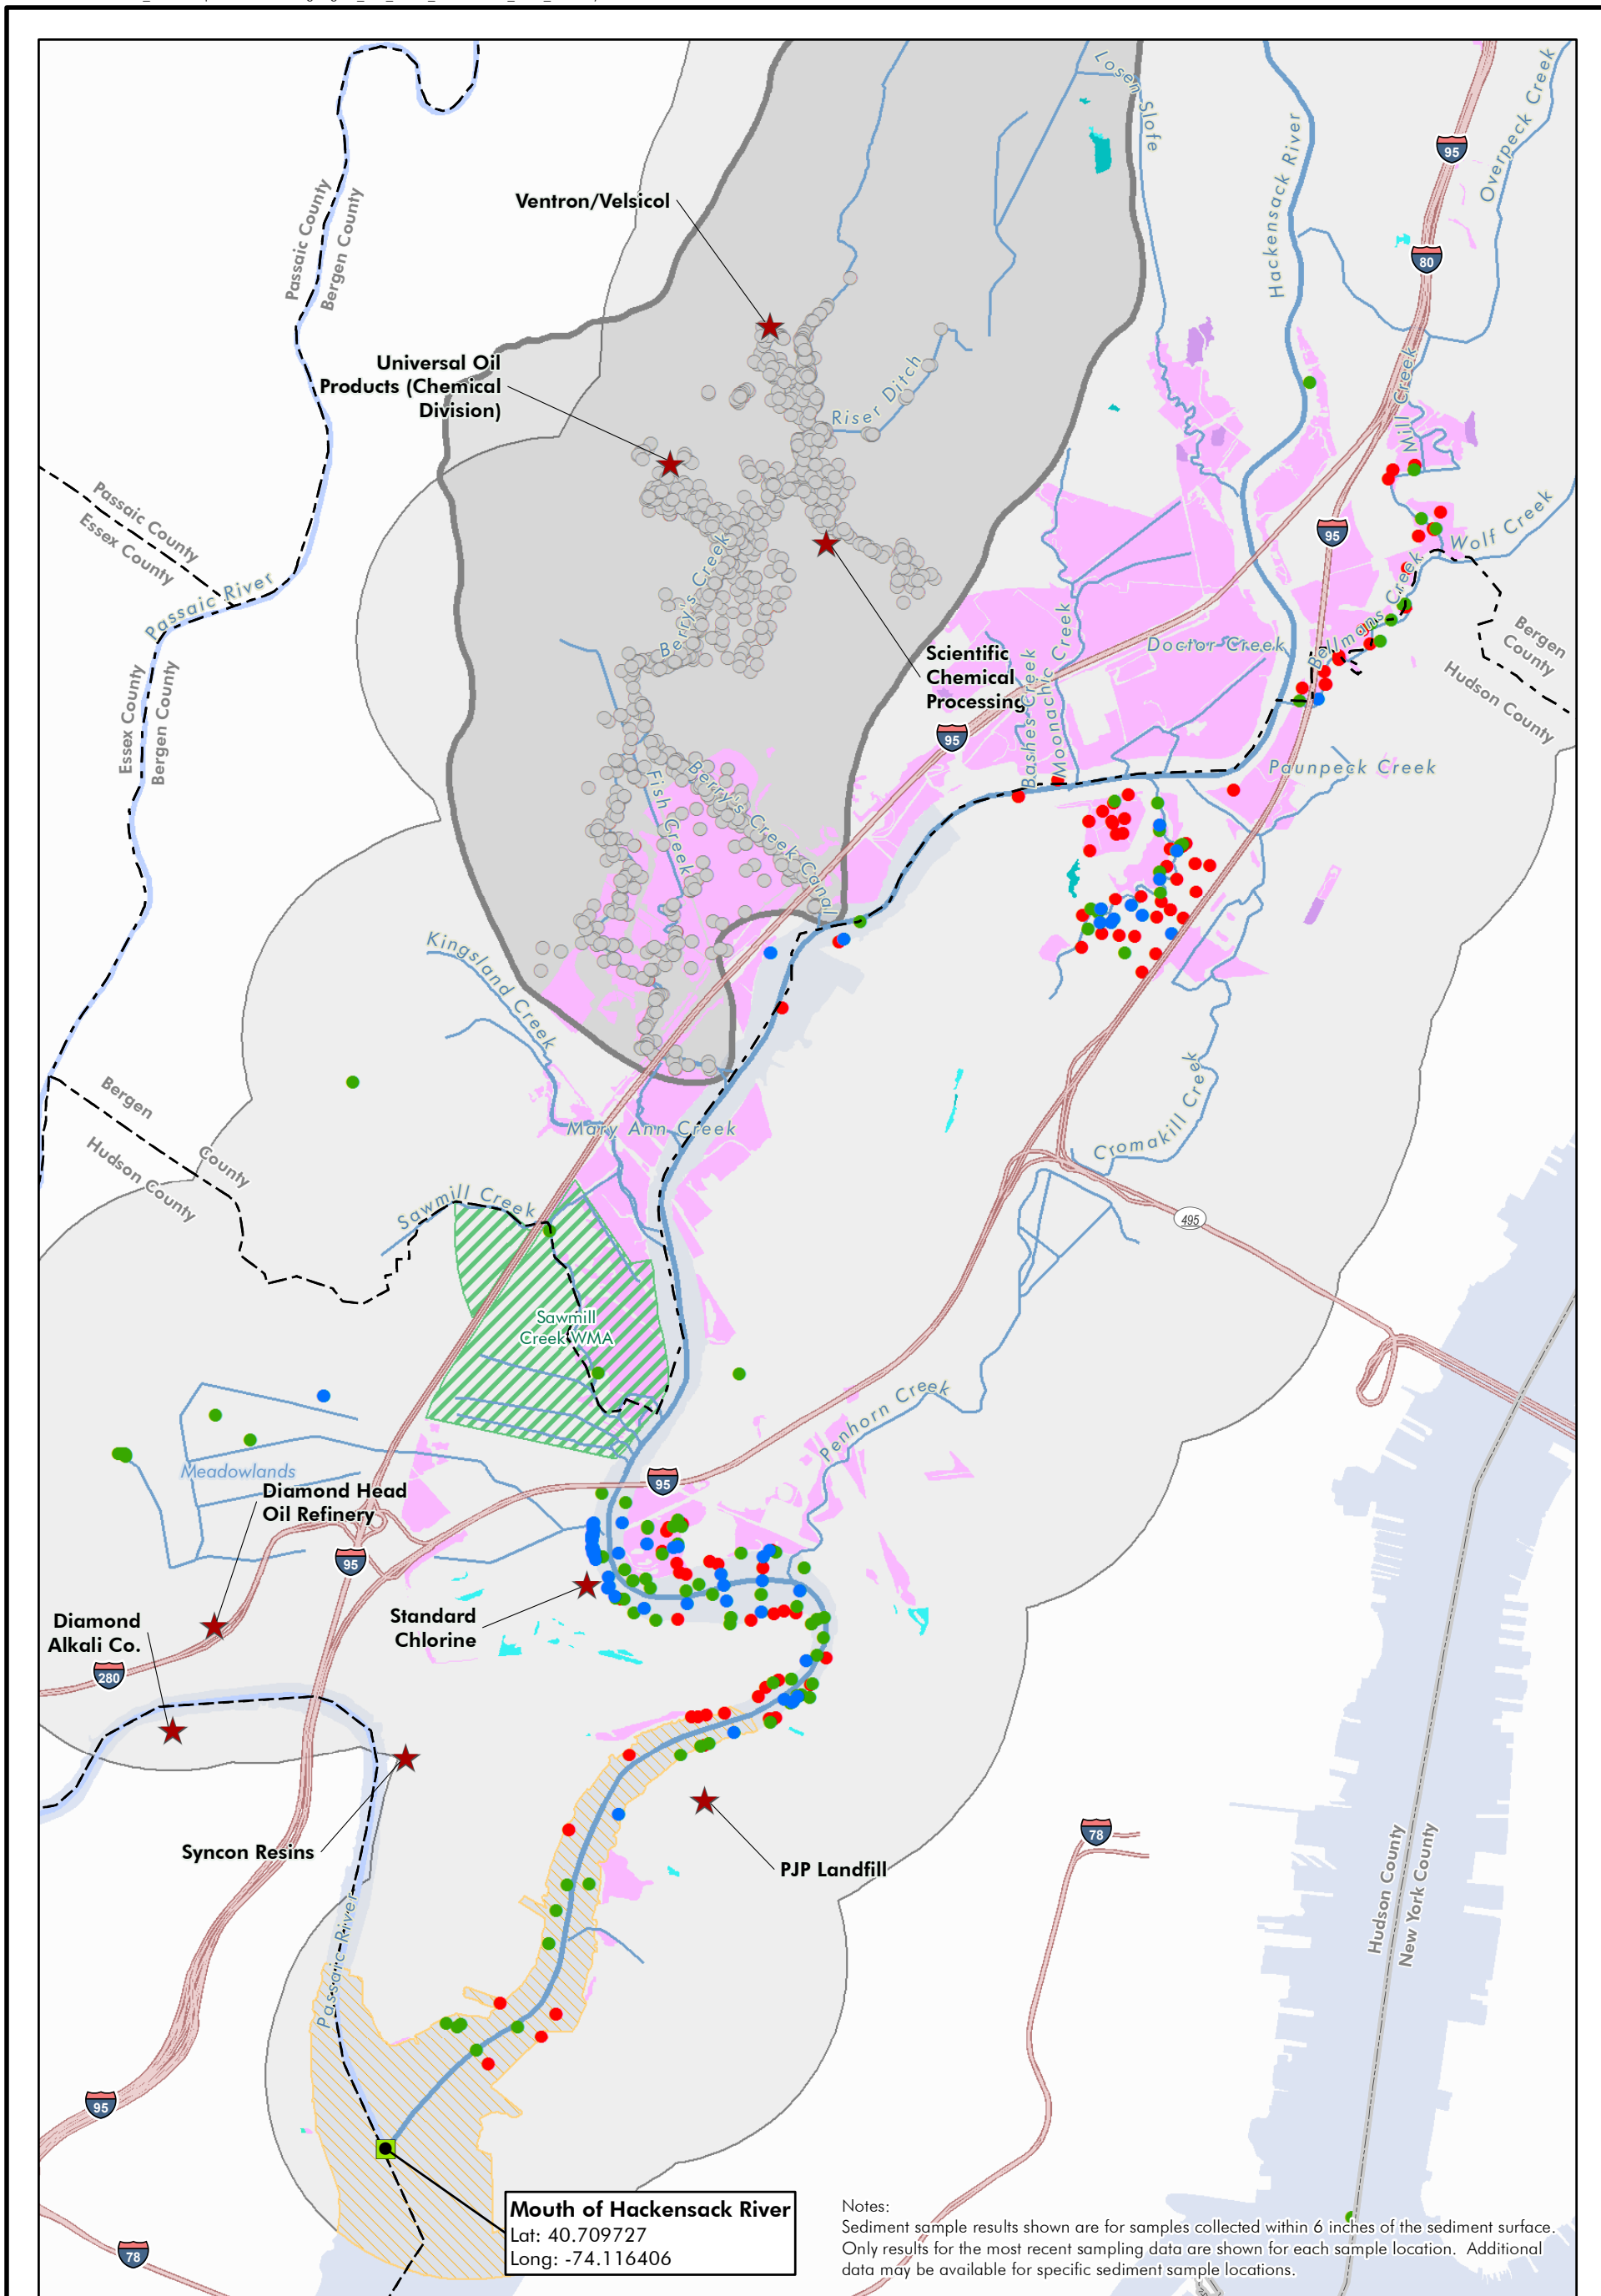 Losen Slofe
Hackensack River
Overpeck Creek
95
80
Passaic County
Bergen County
Ventron/Velsicol
Universal Oil
Products (Chemical
Division)
Riser Ditch
Mill Creek
Passaic County
Essex County
Passaic River
95
Wolf Creek
Berry's Creek
Bellmans Creek
Bergen
County
Hudson County
Scientific
Chemical
Processing
Doctor Creek
Bashes Creek
Moonachie Creek
Essex County
Bergen County
95
Paunpeck Creek
Fish Creek
Berry's Creek Canal
Kingsland Creek
Bergen
County
Hudson County
Mary Ann Creek
Cromakill Creek
Sawmill Creek
495
Sawmill
Creek WMA
Penhorn Creek
Meadowlands
Diamond Head
Oil Refinery
95
95
Diamond
Alkali Co.
Standard
Chlorine
280
Syncon Resins
PJP Landfill
78
Hudson County
New York County
Passaic River
95
Mouth of Hackensack River
Lat: 40.709727
Long: -74.116406
78
Notes:
Sediment sample results shown are for samples collected within 6 inches of the sediment surface.
Only results for the most recent sampling data are shown for each sample location. Additional
data may be available for specific sediment sample locations.